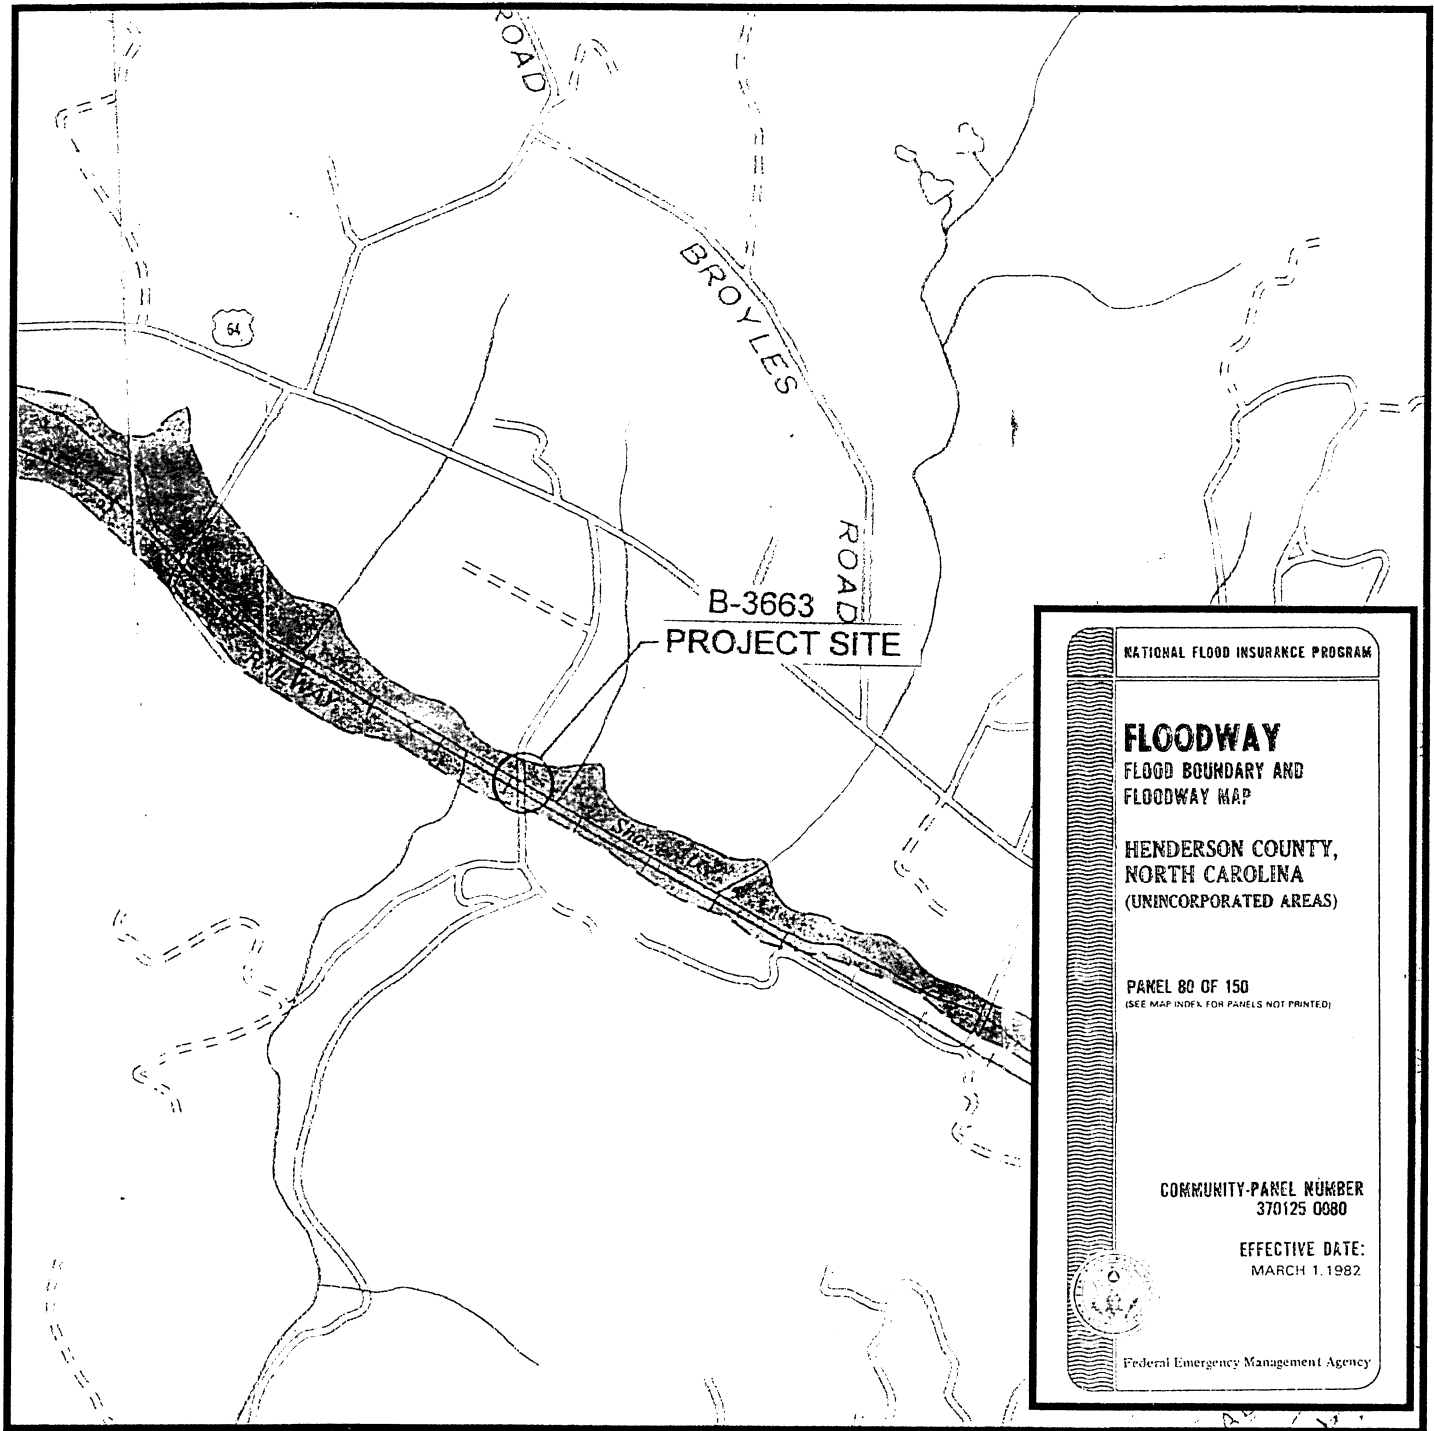 ROAD
BROYLES
ROAD
64
B-3663
PROJECT SITE
RAILWAY
NATIONAL FLOOD INSURANCE PROGRAM
FLOODWAY
FLOOD BOUNDARY AND
FLOODWAY MAP
HENDERSON COUNTY,
NORTH CAROLINA
(UNINCORPORATED AREAS)
PANEL 80 OF 150
(SEE MAP INDEX FOR PANELS NOT PRINTED)
COMMUNITY-PANEL NUMBER
370125 0080
EFFECTIVE DATE:
MARCH 1, 1982
Federal Emergency Management Agency